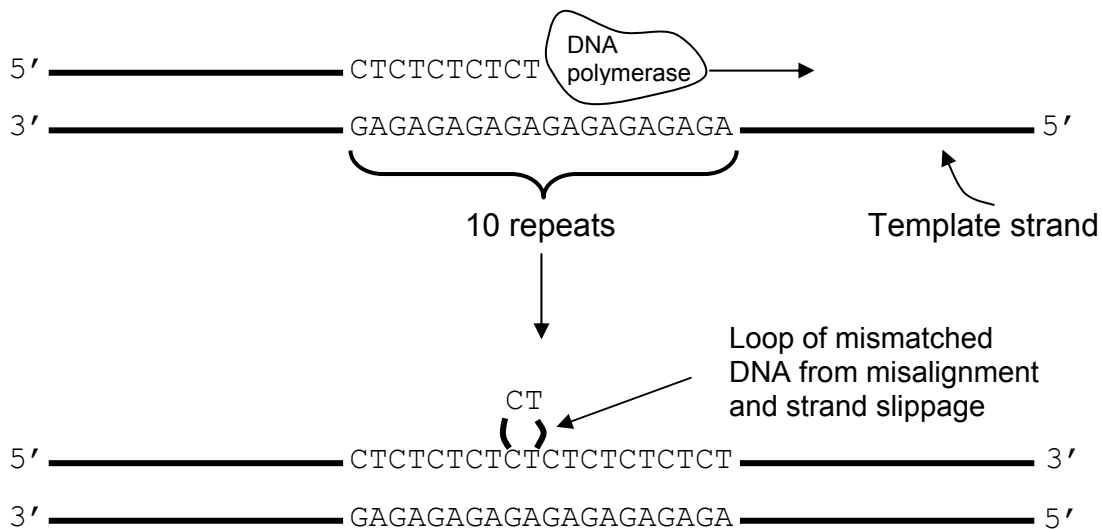 DNA
polymerase
5′ CTCTCTCTCT
3′ GAGAGAGAGAGAGAGAGAGA 5′
10 repeats
Template strand
Loop of mismatched
DNA from misalignment
and strand slippage
CT
5′ CTCTCTCTCTCTCTCTCTCT 3′
3′ GAGAGAGAGAGAGAGAGAGA 5′